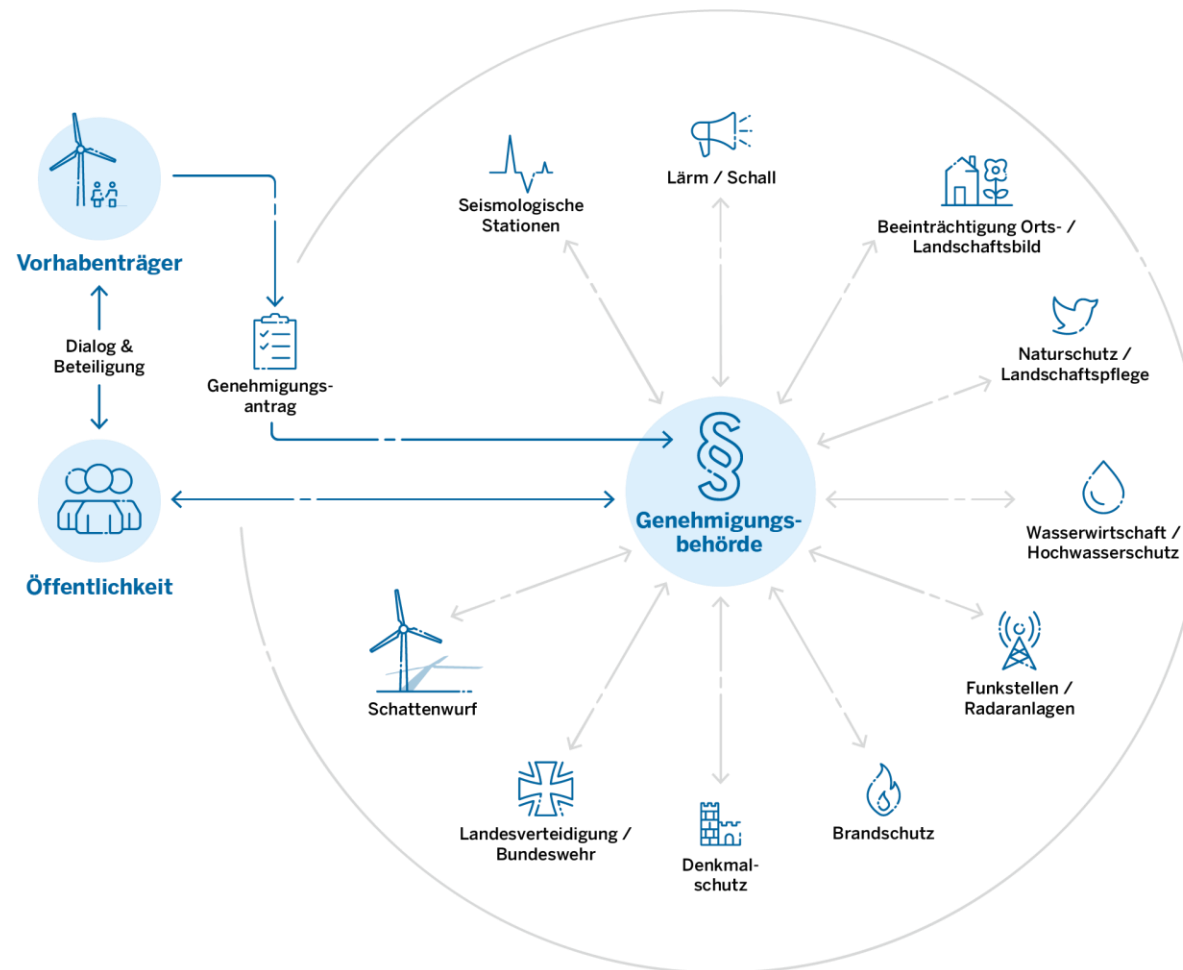 Vorhabenträger
Dialog &
Beteiligung
Öffentlichkeit
Genehmigungs-
antrag
Genehmigungs-
behörde
Seismologische
Stationen
Lärm / Schall
Beeinträchtigung Orts- /
Landschaftsbild
Naturschutz /
Landschaftspflege
Wasserwirtschaft /
Hochwasserschutz
Funkstellen /
Radaranlagen
Brandschutz
Denkmal-
schutz
Landesverteidigung /
Bundeswehr
Schattenwurf